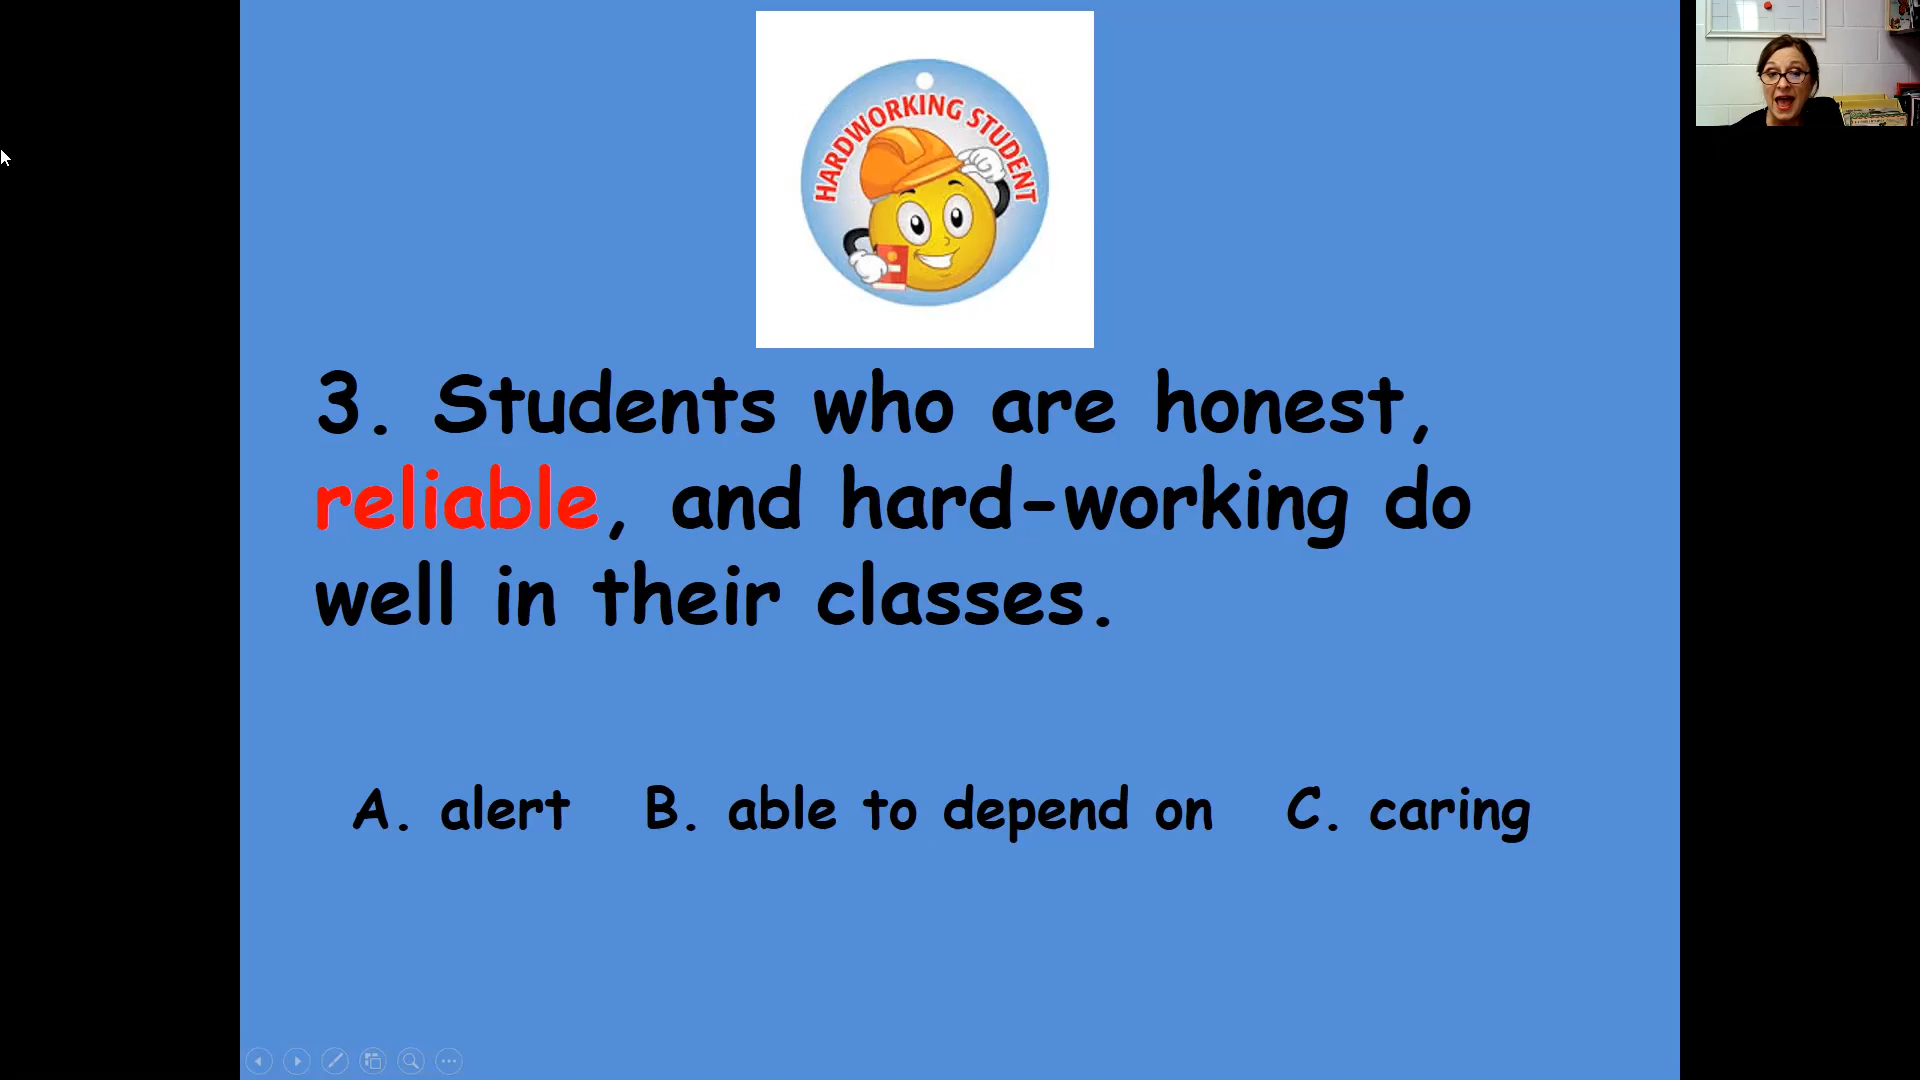 HARDWORKING STUDENT
3. Students who are honest,
reliable, and hard-working do
well in their classes.
A. alert B. able to depend on C. caring